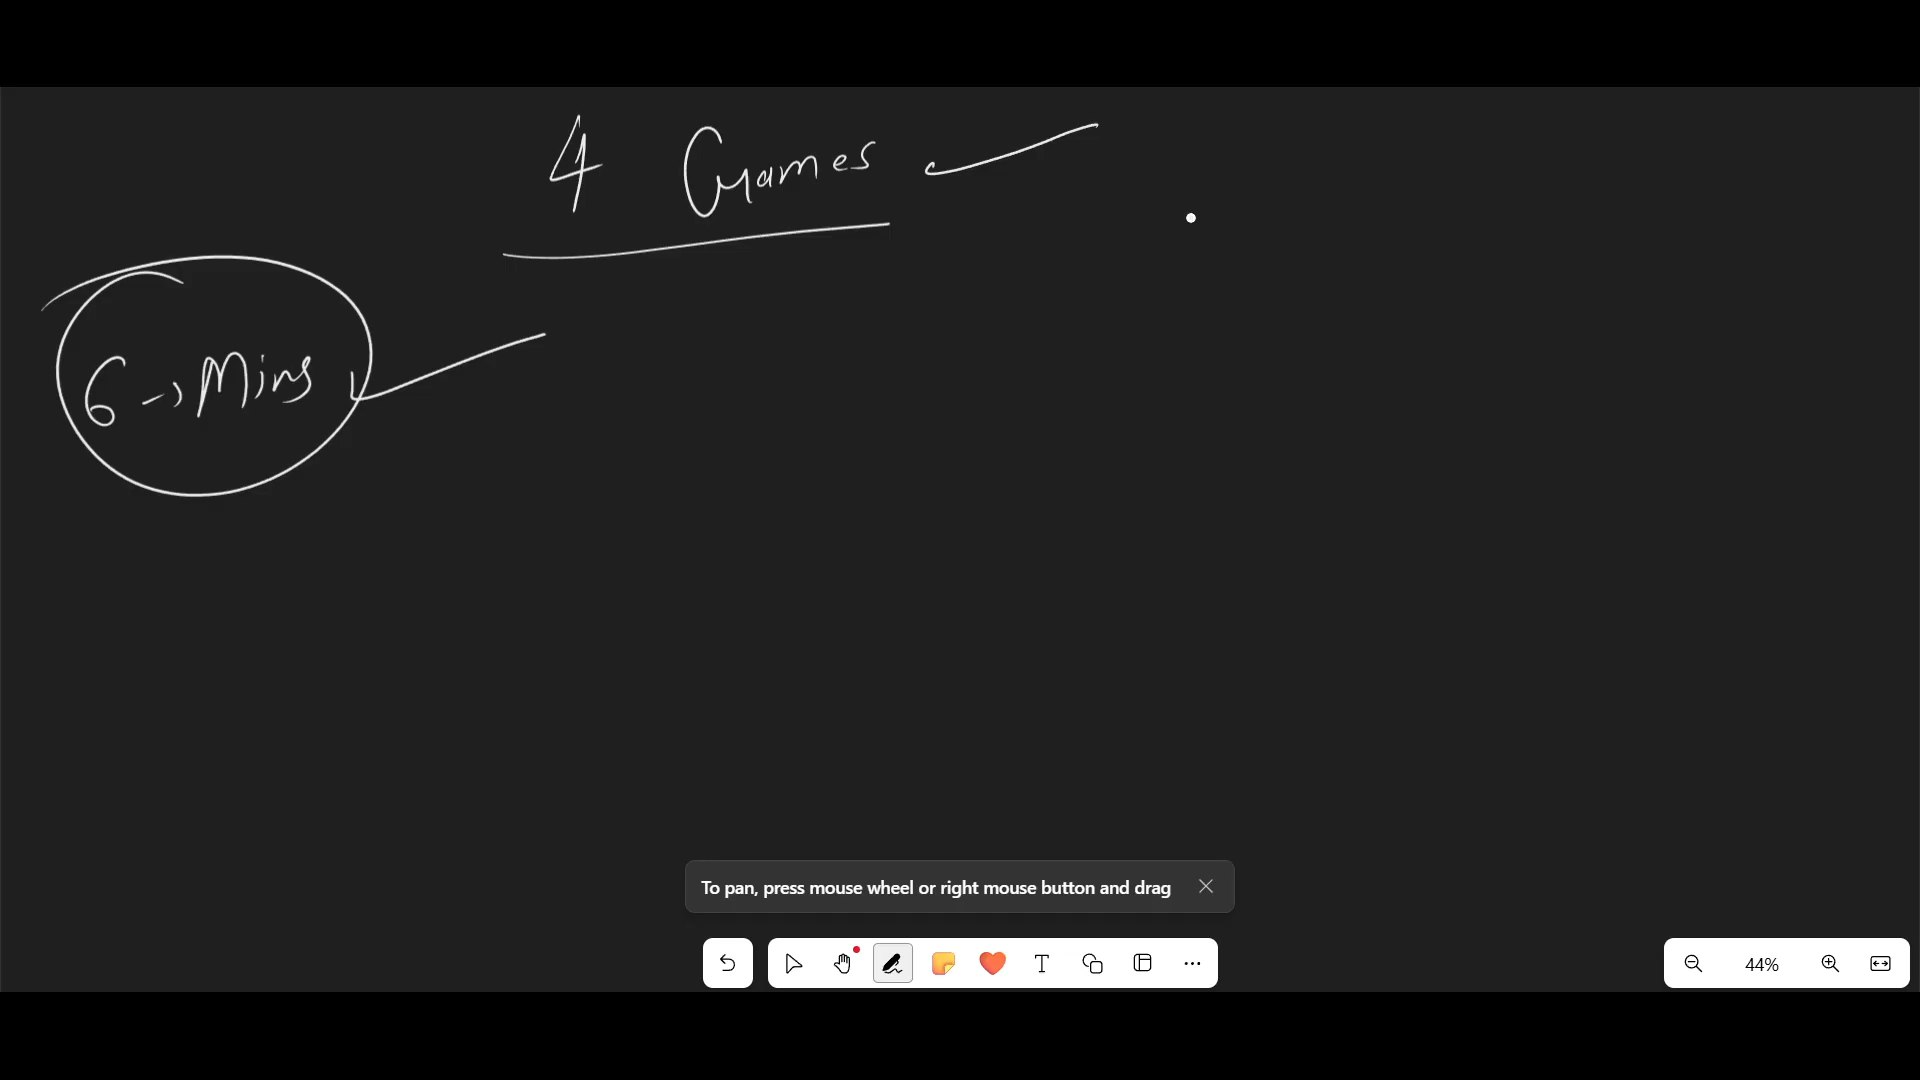 4 Games
6 → Mins
To pan, press mouse wheel or right mouse button and drag
44%